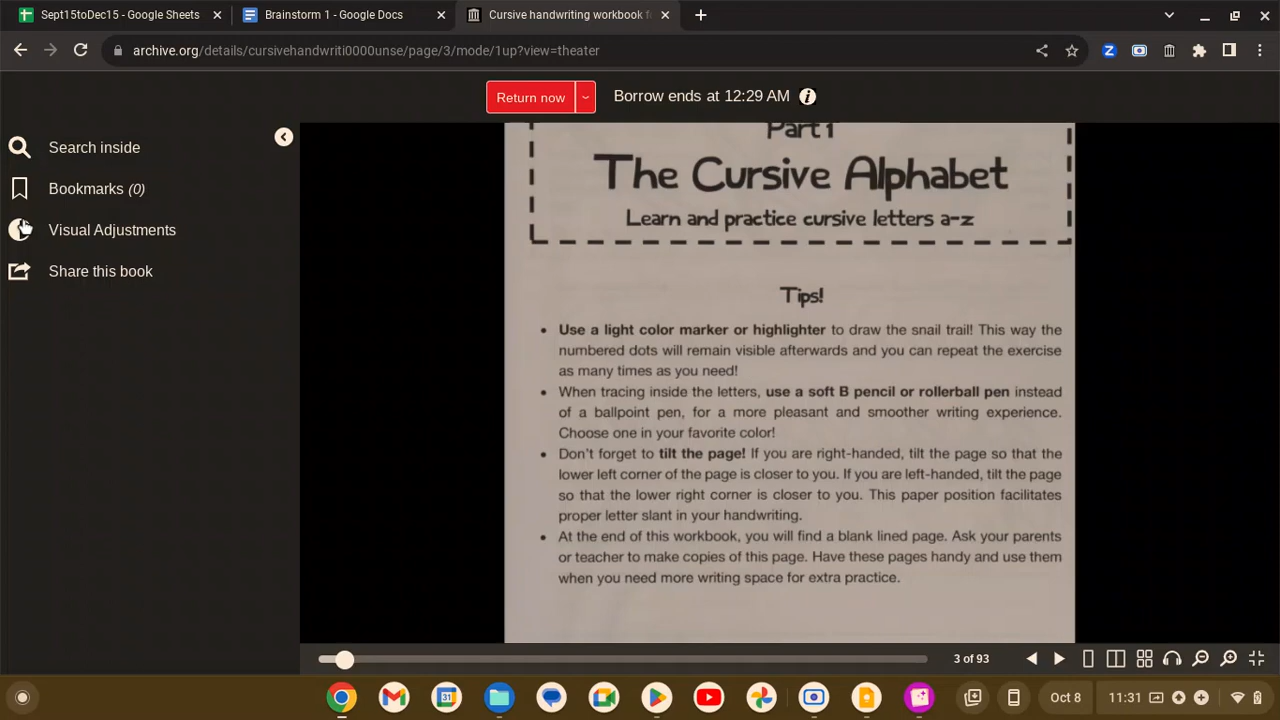 Sept15toDec15 - Google Sheets
Brainstorm 1 - Google Docs
Cursive handwriting workbook f
archive.org/details/cursivehandwriti0000unse/page/3/mode/1up?view=theater
Return now
Borrow ends at 12:29 AM
Search inside
Bookmarks (0)
Visual Adjustments
Share this book
Part 1
The Cursive Alphabet
Learn and practice cursive letters a-z
Tips!
• Use a light color marker or highlighter to draw the snail trail! This way the
numbered dots will remain visible afterwards and you can repeat the exercise
as many times as you need!
• When tracing inside the letters, use a soft B pencil or rollerball pen instead
of a ballpoint pen, for a more pleasant and smoother writing experience.
Choose one in your favorite color!
• Don't forget to tilt the page! If you are right-handed, tilt the page so that the
lower left corner of the page is closer to you. If you are left-handed, tilt the page
so that the lower right corner is closer to you. This paper position facilitates
proper letter slant in your handwriting.
• At the end of this workbook, you will find a blank lined page. Ask your parents
or teacher to make copies of this page. Have these pages handy and use them
when you need more writing space for extra practice.
3 of 93
Oct 8
11:31